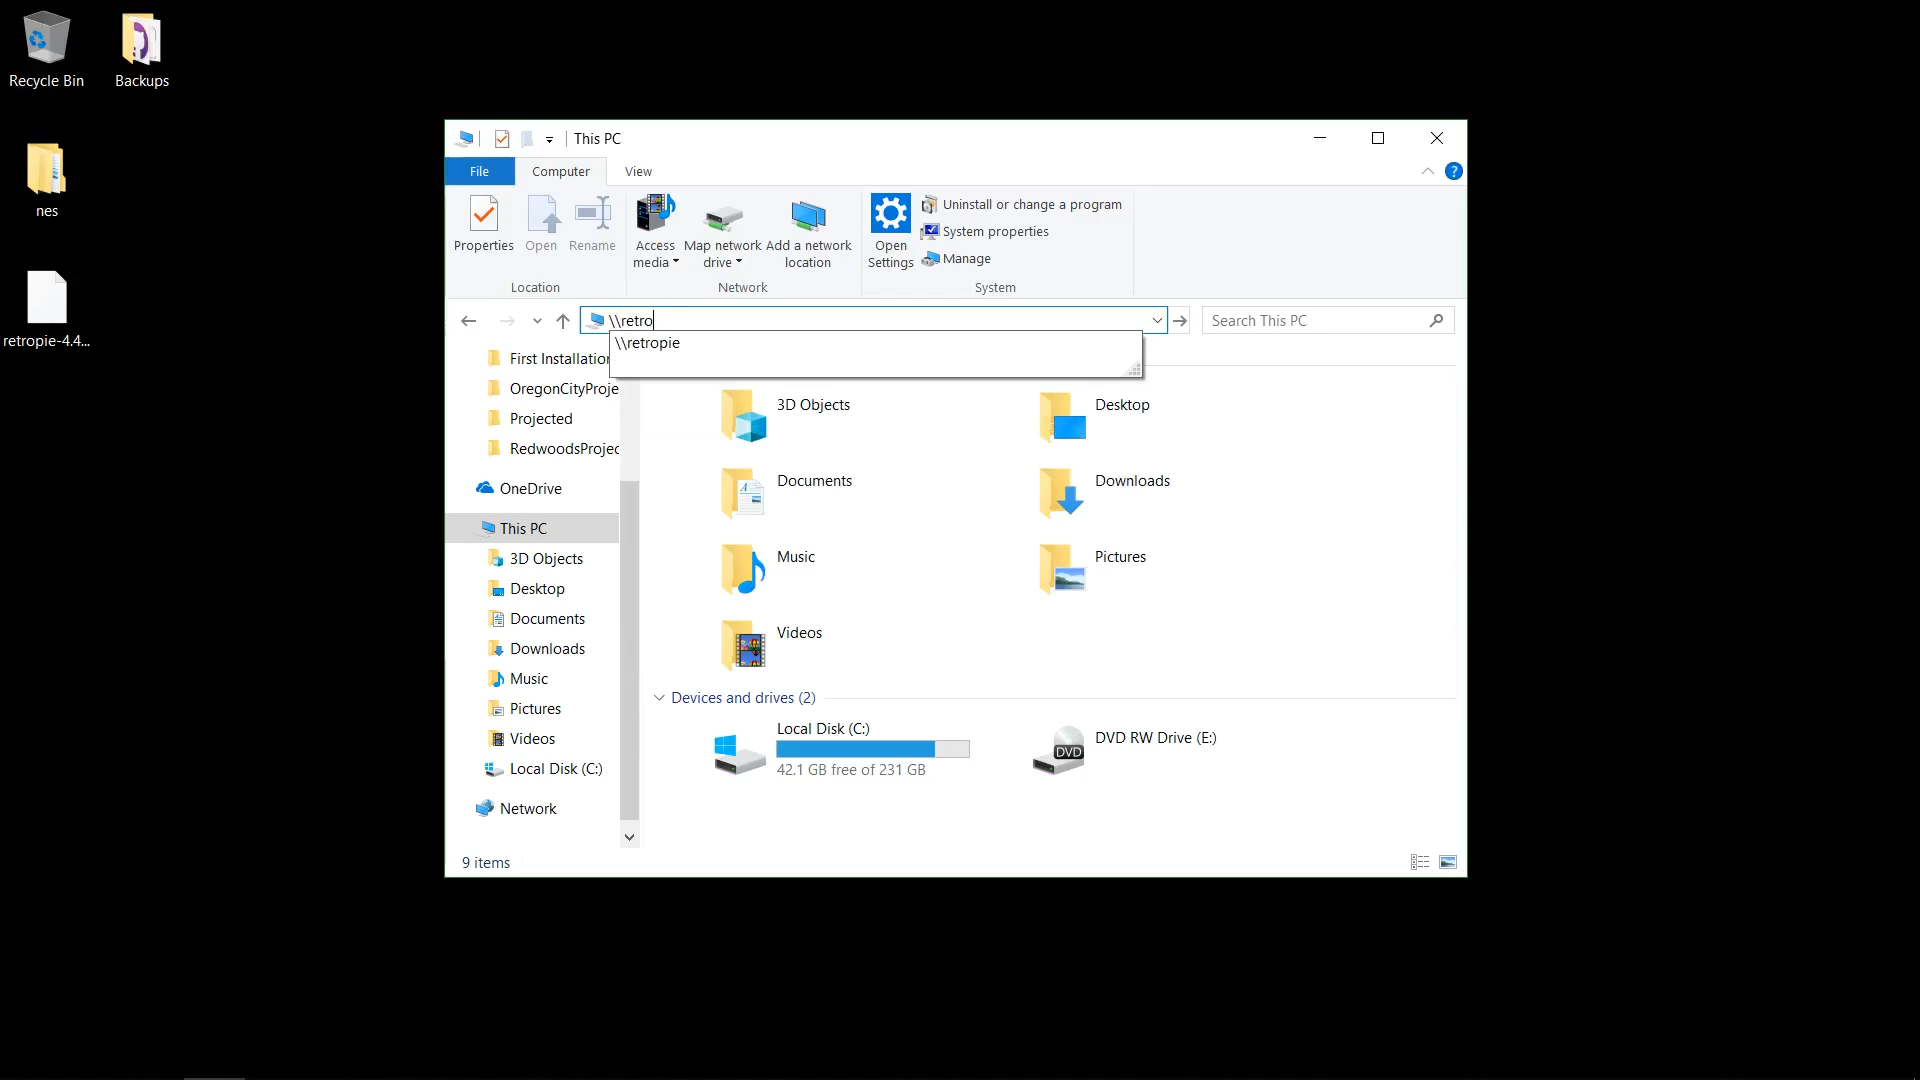 Recycle Bin
Backups
nes
retropie-4.4...
This PC
File
Computer
View
?
Properties
Open
Rename
Access media
Map network drive
Add a network location
Open Settings
Uninstall or change a program
System properties
Manage
Location
Network
System
\\retro
Search This PC
\\retropie
First Installation
OregonCityProje
Projected
RedwoodsProjec
OneDrive
This PC
3D Objects
Desktop
Documents
Downloads
Music
Pictures
Videos
Local Disk (C:)
Network
3D Objects
Desktop
Documents
Downloads
Music
Pictures
Videos
Devices and drives (2)
Local Disk (C:)
42.1 GB free of 231 GB
DVD
DVD RW Drive (E:)
9 items